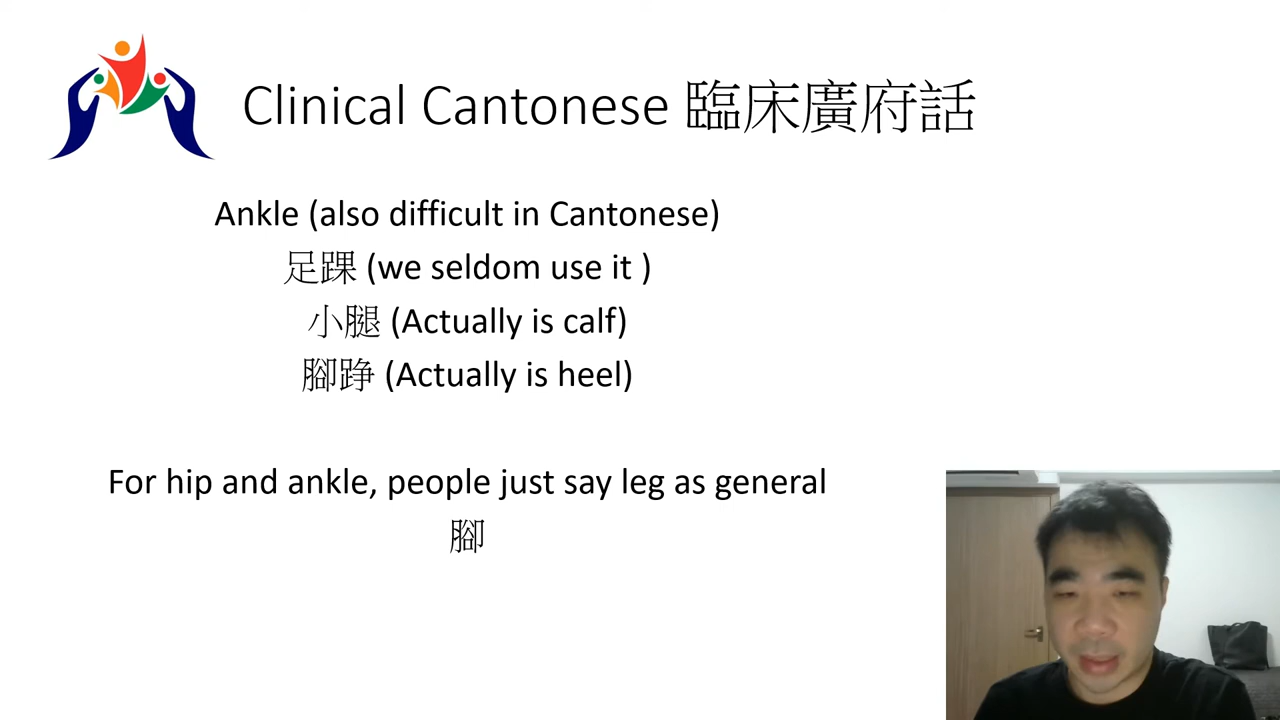 Clinical Cantonese 臨床廣府話
Ankle (also difficult in Cantonese)
足踝 (we seldom use it )
小腿 (Actually is calf)
腳踭 (Actually is heel)
For hip and ankle, people just say leg as general
腳